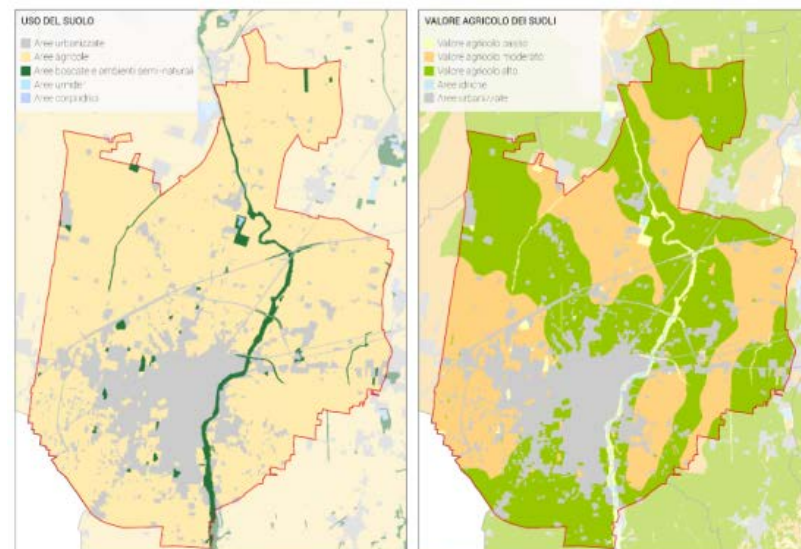 USO DEL SUOLO
Aree urbanizzate
Aree agricole
Aree boscate e ambienti semi-naturali
Aree umide
Aree corpi idrici
VALORE AGRICOLO DEI SUOLI
Valore agricolo basso
Valore agricolo moderato
Valore agricolo alto
Aree idriche
Aree urbanizzate